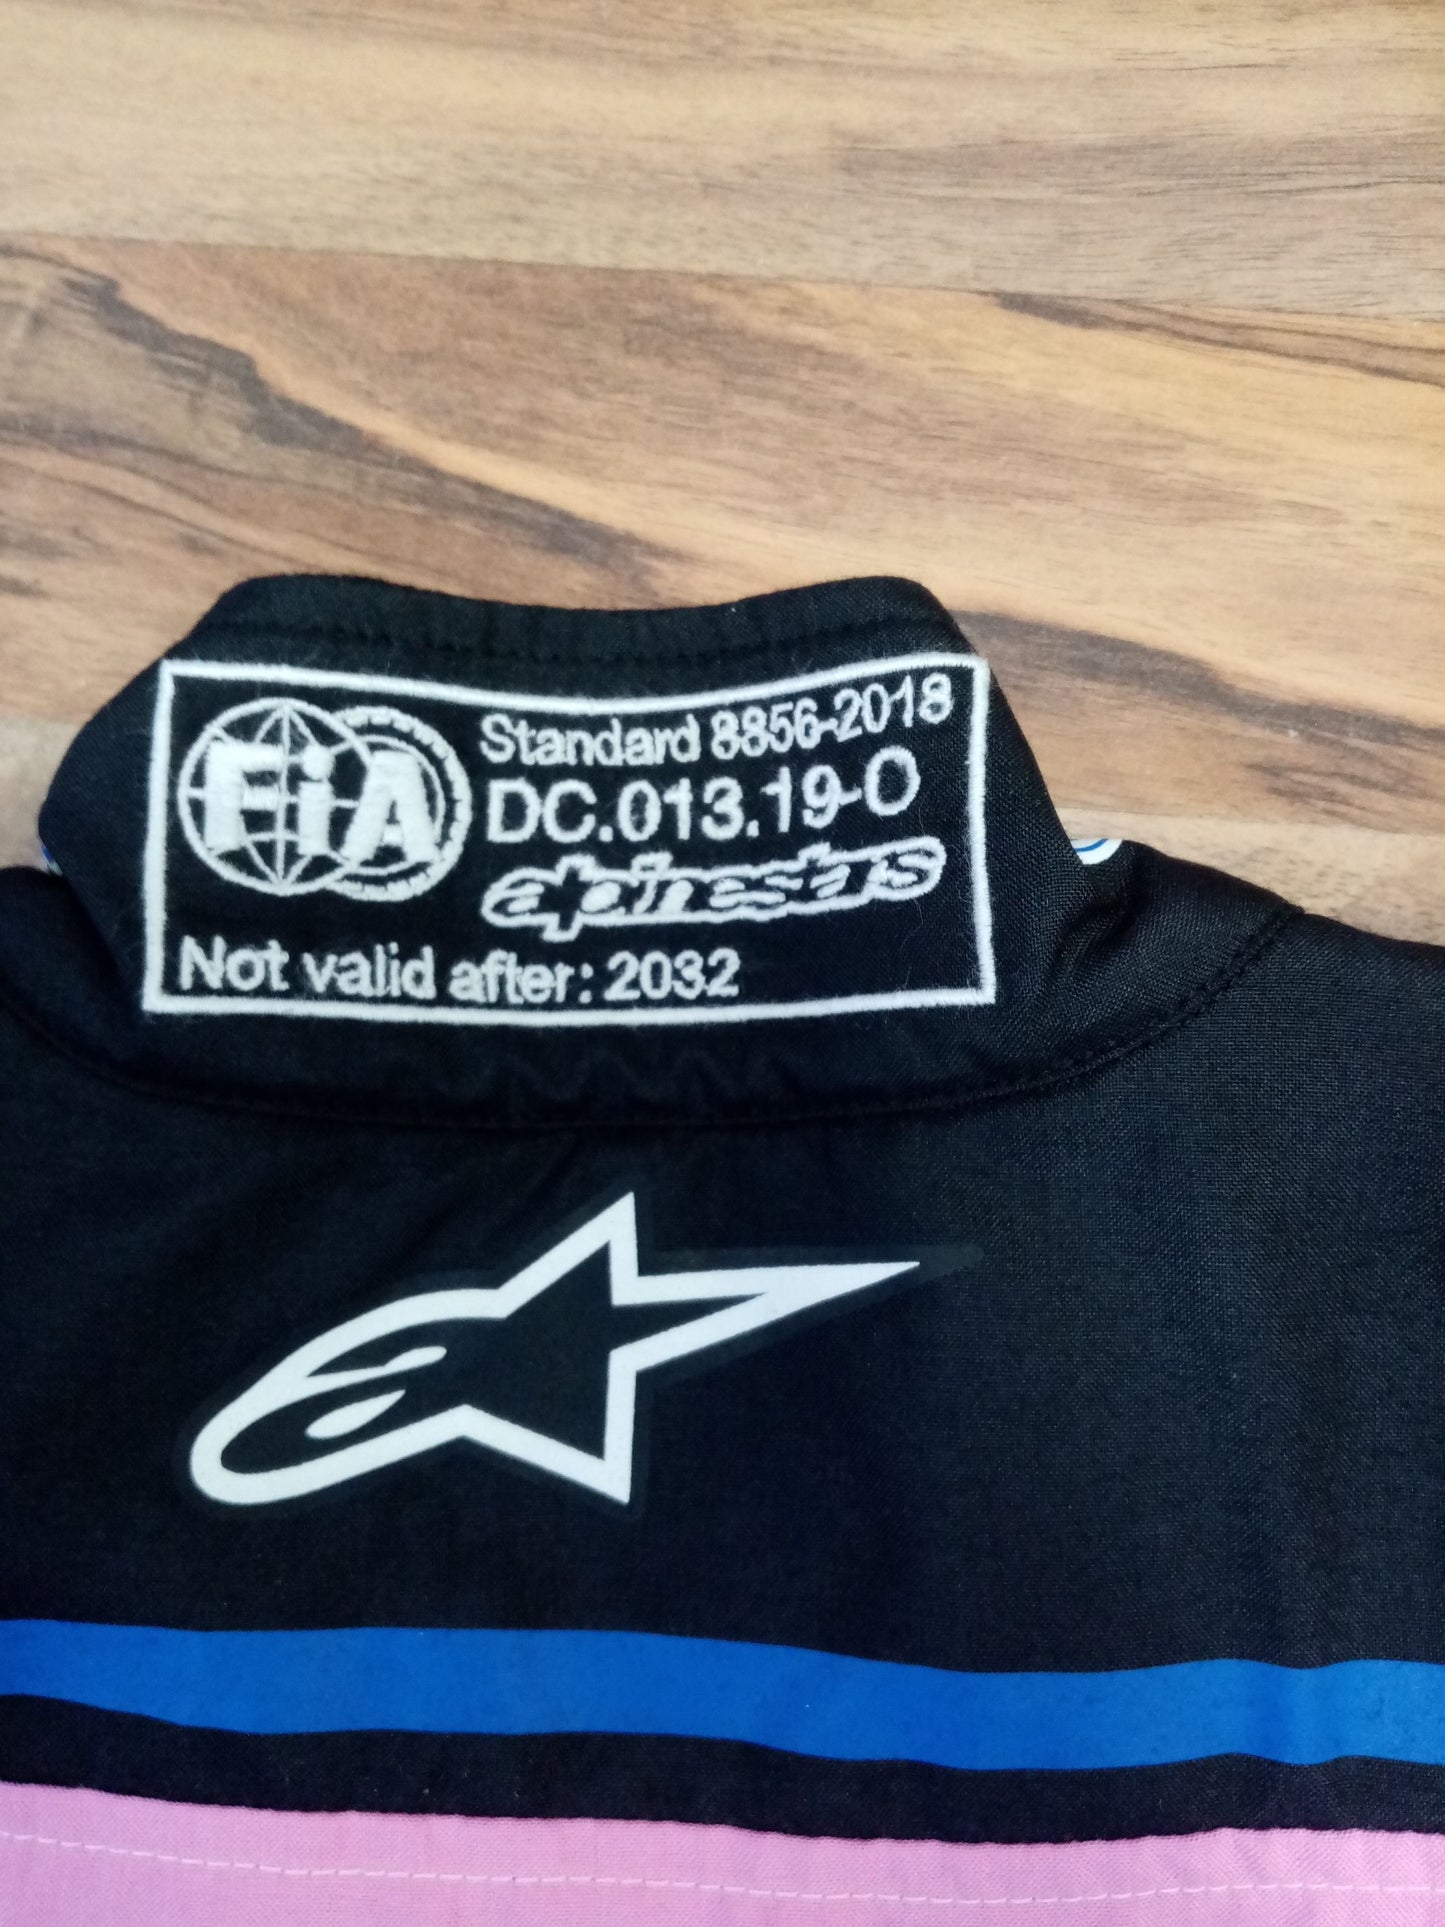 FiA
Standard 8856-2018
DC.013.19-O
alpinestars
Not valid after: 2032